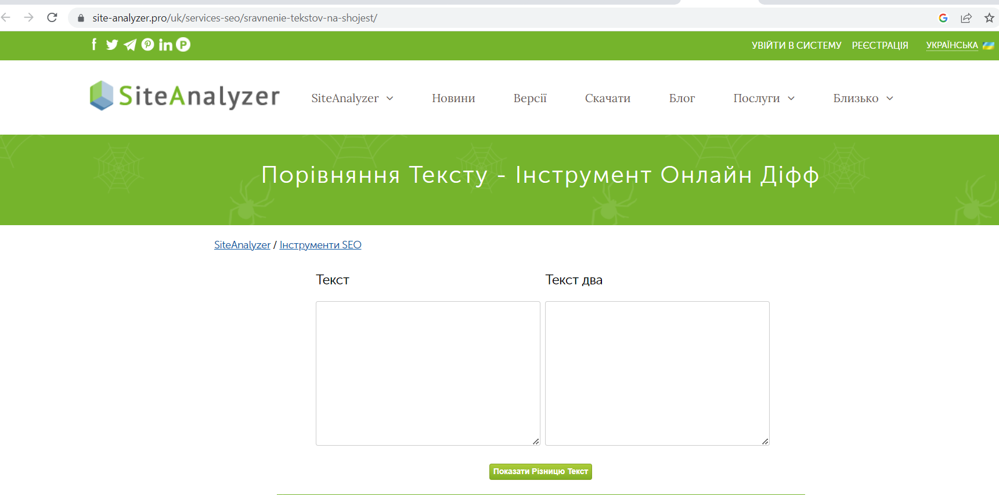 site-analyzer.pro/uk/services-seo/sravnenie-tekstov-na-shojest/
УВІЙТИ В СИСТЕМУ РЕЄСТРАЦІЯ УКРАЇНСЬКА
SiteAnalyzer SiteAnalyzer Новини Версії Скачати Блог Послуги Близько
Порівняння Тексту - Інструмент Онлайн Діфф
SiteAnalyzer / Інструменти SEO
Текст Текст два
Показати Різницю Текст